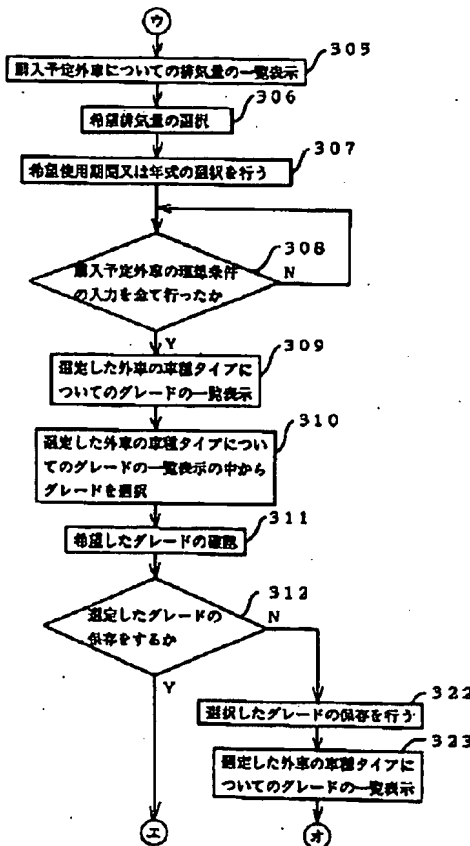 ウ
305
購入予定外車についての排気量の一覧表示
306
希望排気量の選択
307
希望使用期間又は年式の選択を行う
308
購入予定外車の理想条件
の入力を全て行ったか
N
Y
309
選定した外車の車種タイプに
ついてのグレードの一覧表示
310
選定した外車の車種タイプについ
てのグレードの一覧表示の中から
グレードを選択
311
希望したグレードの確認
312
選定したグレードの
保存をするか
N
Y
322
選択したグレードの保存を行う
323
選定した外車の車種タイプに
ついてのグレードの一覧表示
エ
オ